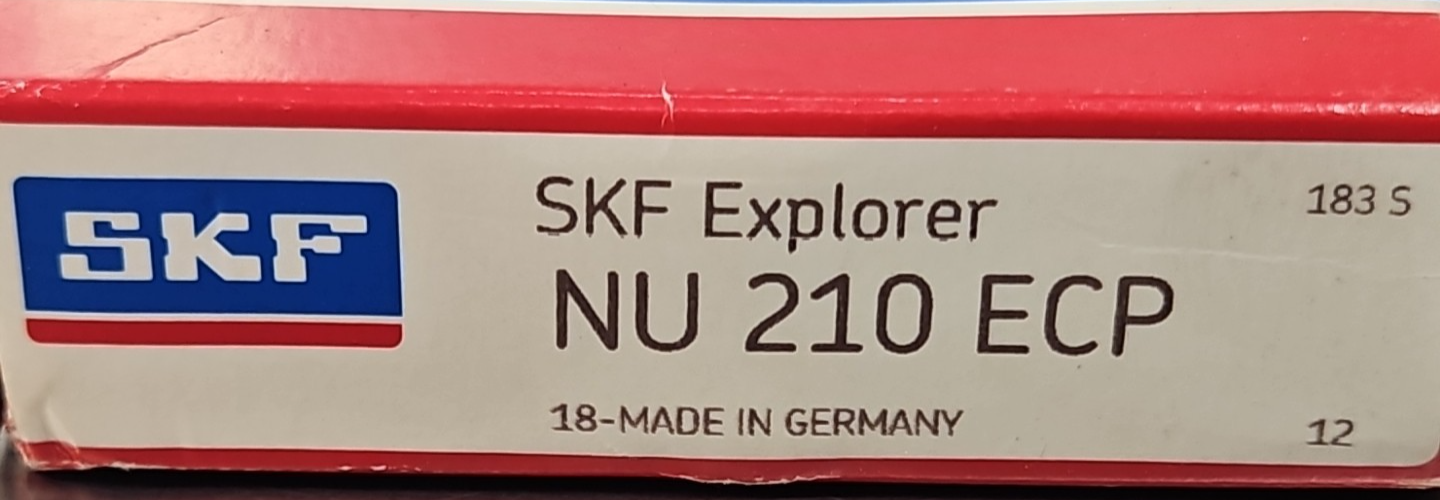 SKF
SKF Explorer
183 S
NU 210 ECP
18-MADE IN GERMANY
12